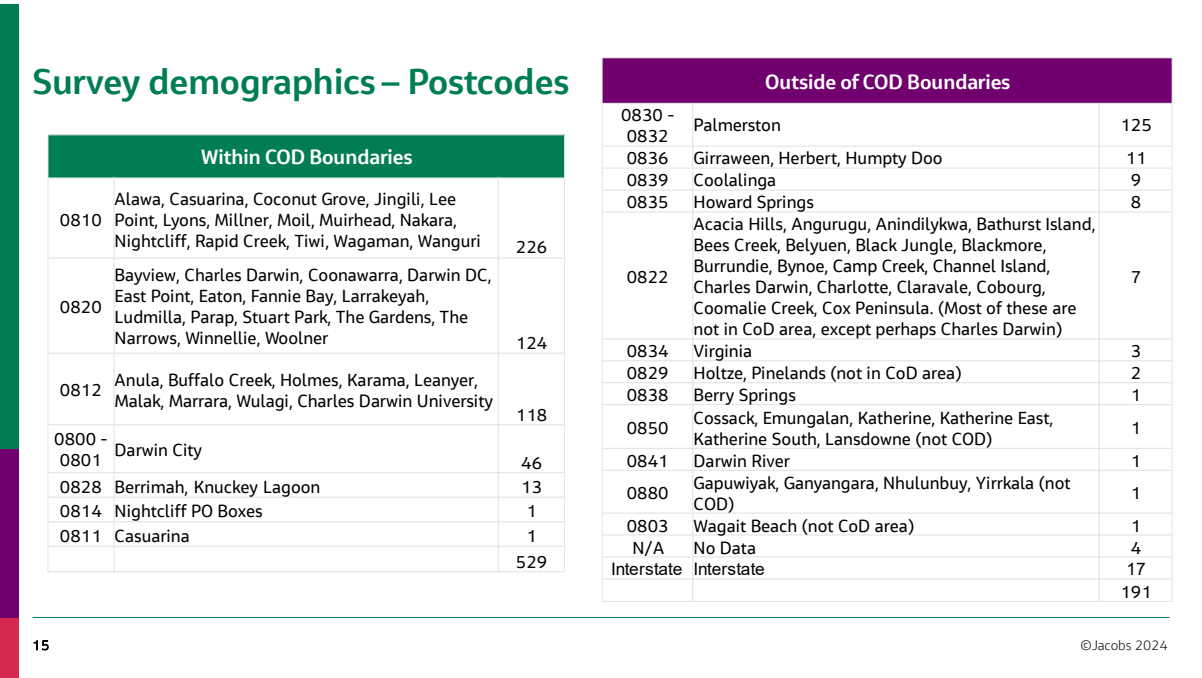 Survey demographics – Postcodes
Within COD Boundaries
0810
Alawa, Casuarina, Coconut Grove, Jingili, Lee
Point, Lyons, Millner, Moil, Muirhead, Nakara,
Nightcliff, Rapid Creek, Tiwi, Wagaman, Wanguri
226
0820
Bayview, Charles Darwin, Coonawarra, Darwin DC,
East Point, Eaton, Fannie Bay, Larrakeyah,
Ludmilla, Parap, Stuart Park, The Gardens, The
Narrows, Winnellie, Woolner
124
0812
Anula, Buffalo Creek, Holmes, Karama, Leanyer,
Malak, Marrara, Wulagi, Charles Darwin University
118
0800 -
0801
Darwin City
46
0828 Berrimah, Knuckey Lagoon 13
0814 Nightcliff PO Boxes 1
0811 Casuarina 1
529
Outside of COD Boundaries
0830 -
0832
Palmerston
125
0836 Girraween, Herbert, Humpty Doo 11
0839 Coolalinga 9
0835 Howard Springs 8
0822
Acacia Hills, Angurugu, Anindilykwa, Bathurst Island,
Bees Creek, Belyuen, Black Jungle, Blackmore,
Burrundie, Bynoe, Camp Creek, Channel Island,
Charles Darwin, Charlotte, Claravale, Cobourg,
Coomalie Creek, Cox Peninsula. (Most of these are
not in CoD area, except perhaps Charles Darwin)
7
0834 Virginia 3
0829 Holtze, Pinelands (not in CoD area) 2
0838 Berry Springs 1
0850
Cossack, Emungalan, Katherine, Katherine East,
Katherine South, Lansdowne (not COD)
1
0841 Darwin River 1
0880
Gapuwiyak, Ganyangara, Nhulunbuy, Yirrkala (not
COD)
1
0803 Wagait Beach (not CoD area) 1
N/A No Data 4
Interstate Interstate 17
191
15
©Jacobs 2024